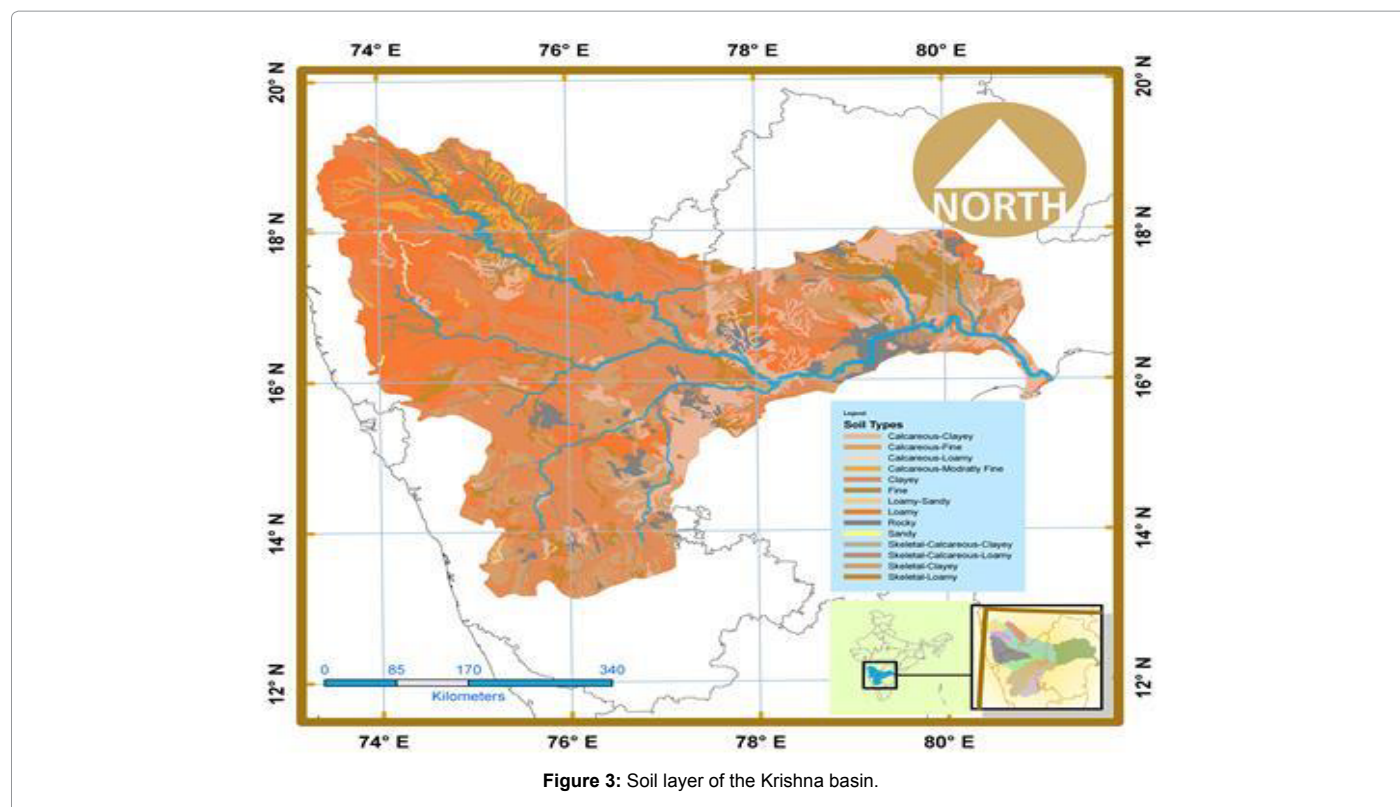 74° E 76° E 78° E 80° E
20° N 20° N
NORTH
18° N 18° N
16° N 16° N
Legend
Soil Types
Calcareous-Clayey
Calcareous-Fine
Calcareous-Loamy
Calcareous-Modratly Fine
Clayey
Fine
Loamy-Sandy
Loamy
Rocky
Sandy
Skeletal-Calcareous-Clayey
Skeletal-Calcareous-Loamy
Skeletal-Clayey
Skeletal-Loamy
14° N 14° N
0 85 170 340
Kilometers
12° N 12° N
74° E 76° E 78° E 80° E
Figure 3: Soil layer of the Krishna basin.